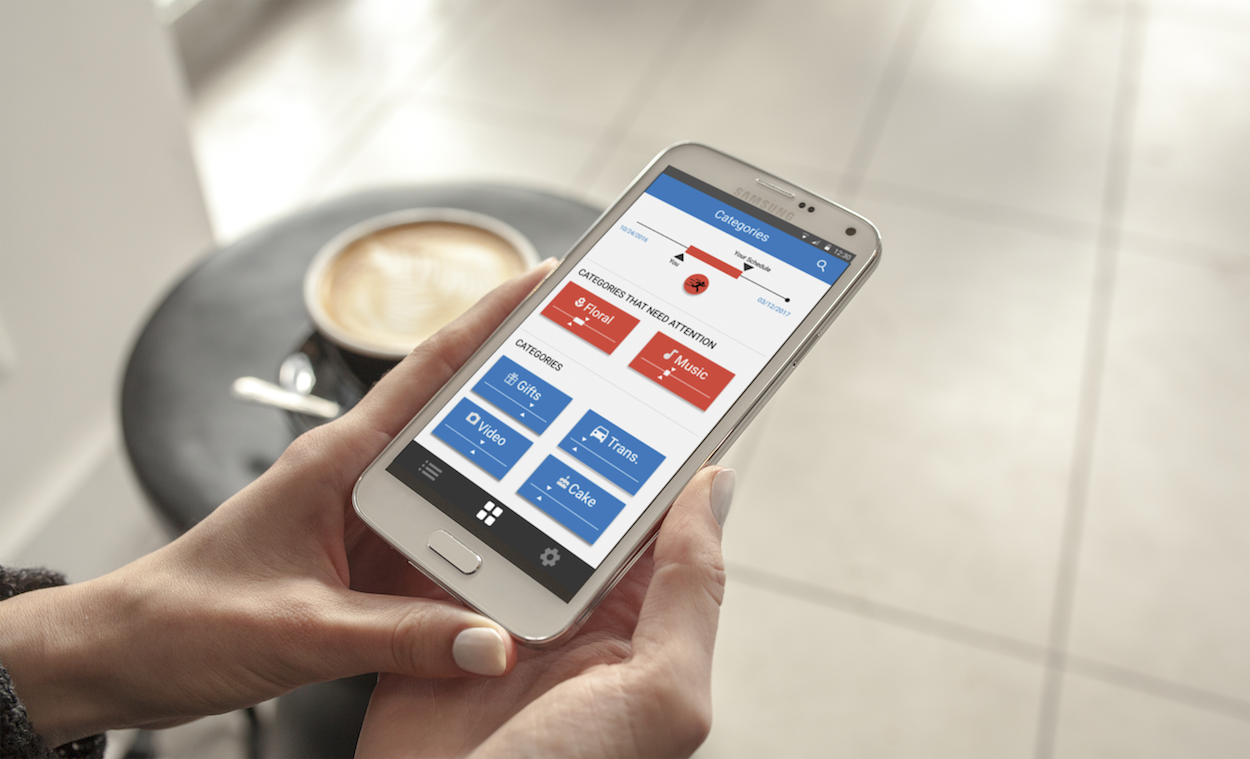 SAMSUNG
12:30
Categories
10/24/2016
You
Your Schedule
03/12/2017
CATEGORIES THAT NEED ATTENTION
Floral
Music
CATEGORIES
Gifts
Trans.
Video
Cake